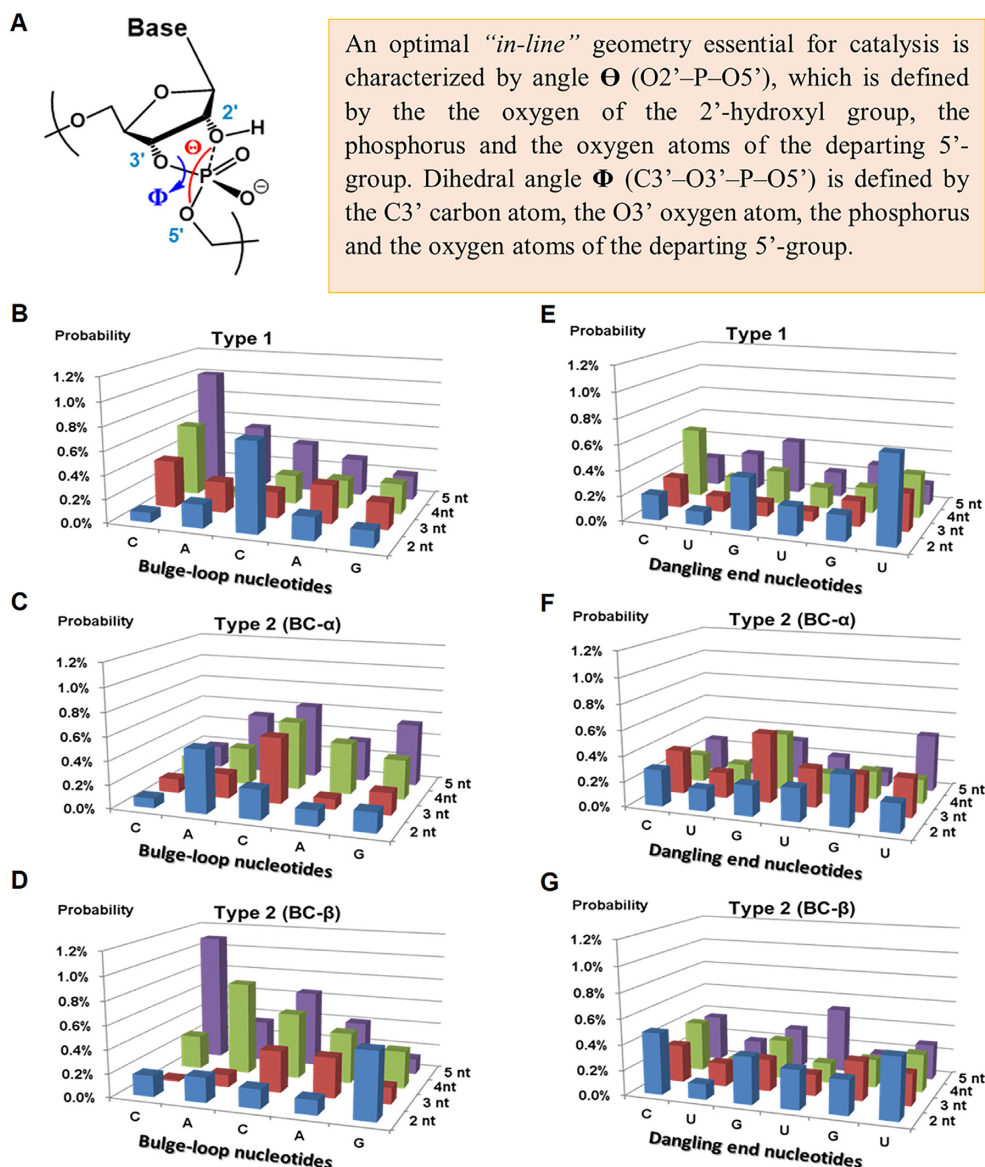 A
Base
O
O
2'
O
H
3'
O
Θ
P
O
O
⊖
Φ
O
5'
An optimal “in-line” geometry essential for catalysis is
characterized by angle Θ (O2’–P–O5’), which is defined
by the the oxygen of the 2’-hydroxyl group, the
phosphorus and the oxygen atoms of the departing 5’-
group. Dihedral angle Φ (C3’–O3’–P–O5’) is defined by
the C3’ carbon atom, the O3’ oxygen atom, the phosphorus
and the oxygen atoms of the departing 5’-group.
B
Probability
Type 1
1.2%
1.0%
0.8%
0.6%
0.4%
0.2%
0.0%
C A C A G
5 nt
4nt
3 nt
2 nt
Bulge-loop nucleotides
E
Probability
Type 1
1.2%
1.0%
0.8%
0.6%
0.4%
0.2%
0.0%
C U G U G U
5 nt
4nt
3 nt
2 nt
Dangling end nucleotides
C
Probability
Type 2 (BC-α)
1.2%
1.0%
0.8%
0.6%
0.4%
0.2%
0.0%
C A C A G
5 nt
4nt
3 nt
2 nt
Bulge-loop nucleotides
F
Probability
Type 2 (BC-α)
1.2%
1.0%
0.8%
0.6%
0.4%
0.2%
0.0%
C U G U G U
5 nt
4nt
3 nt
2 nt
Dangling end nucleotides
D
Probability
Type 2 (BC-β)
1.2%
1.0%
0.8%
0.6%
0.4%
0.2%
0.0%
C A C A G
5 nt
4nt
3 nt
2 nt
Bulge-loop nucleotides
G
Probability
Type 2 (BC-β)
1.2%
1.0%
0.8%
0.6%
0.4%
0.2%
0.0%
C U G U G U
5 nt
4nt
3 nt
2 nt
Dangling end nucleotides